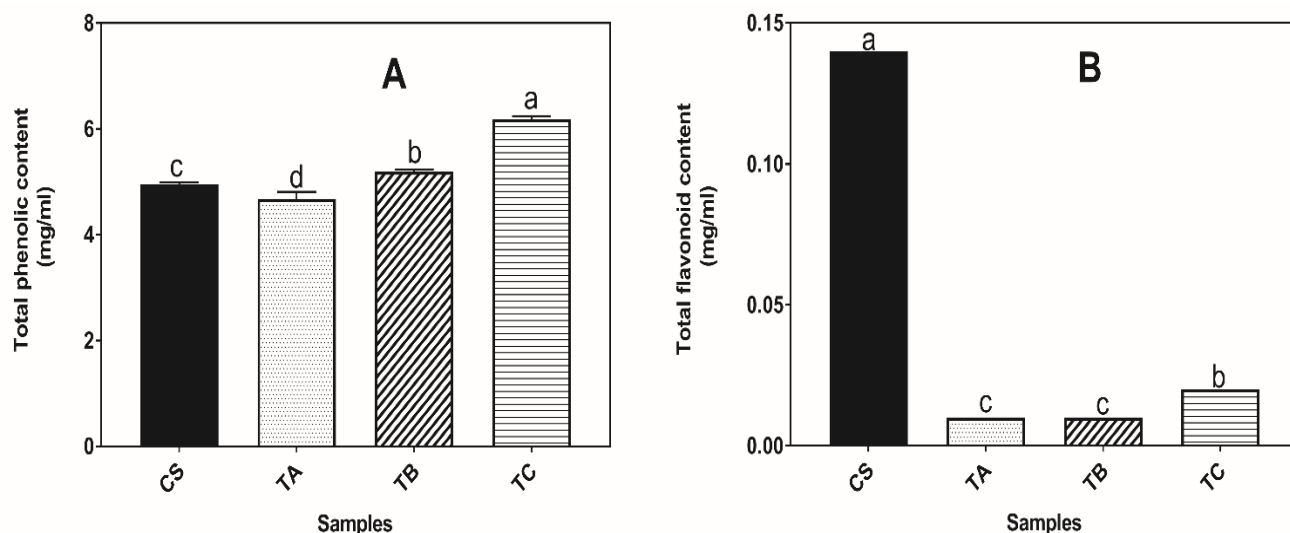 A
Total phenolic content
(mg/ml)
8
6
4
2
0
c
d
b
a
CS
TA
TB
TC
Samples
B
Total flavonoid content
(mg/ml)
0.15
0.10
0.05
0.00
a
c
c
b
CS
TA
TB
TC
Samples